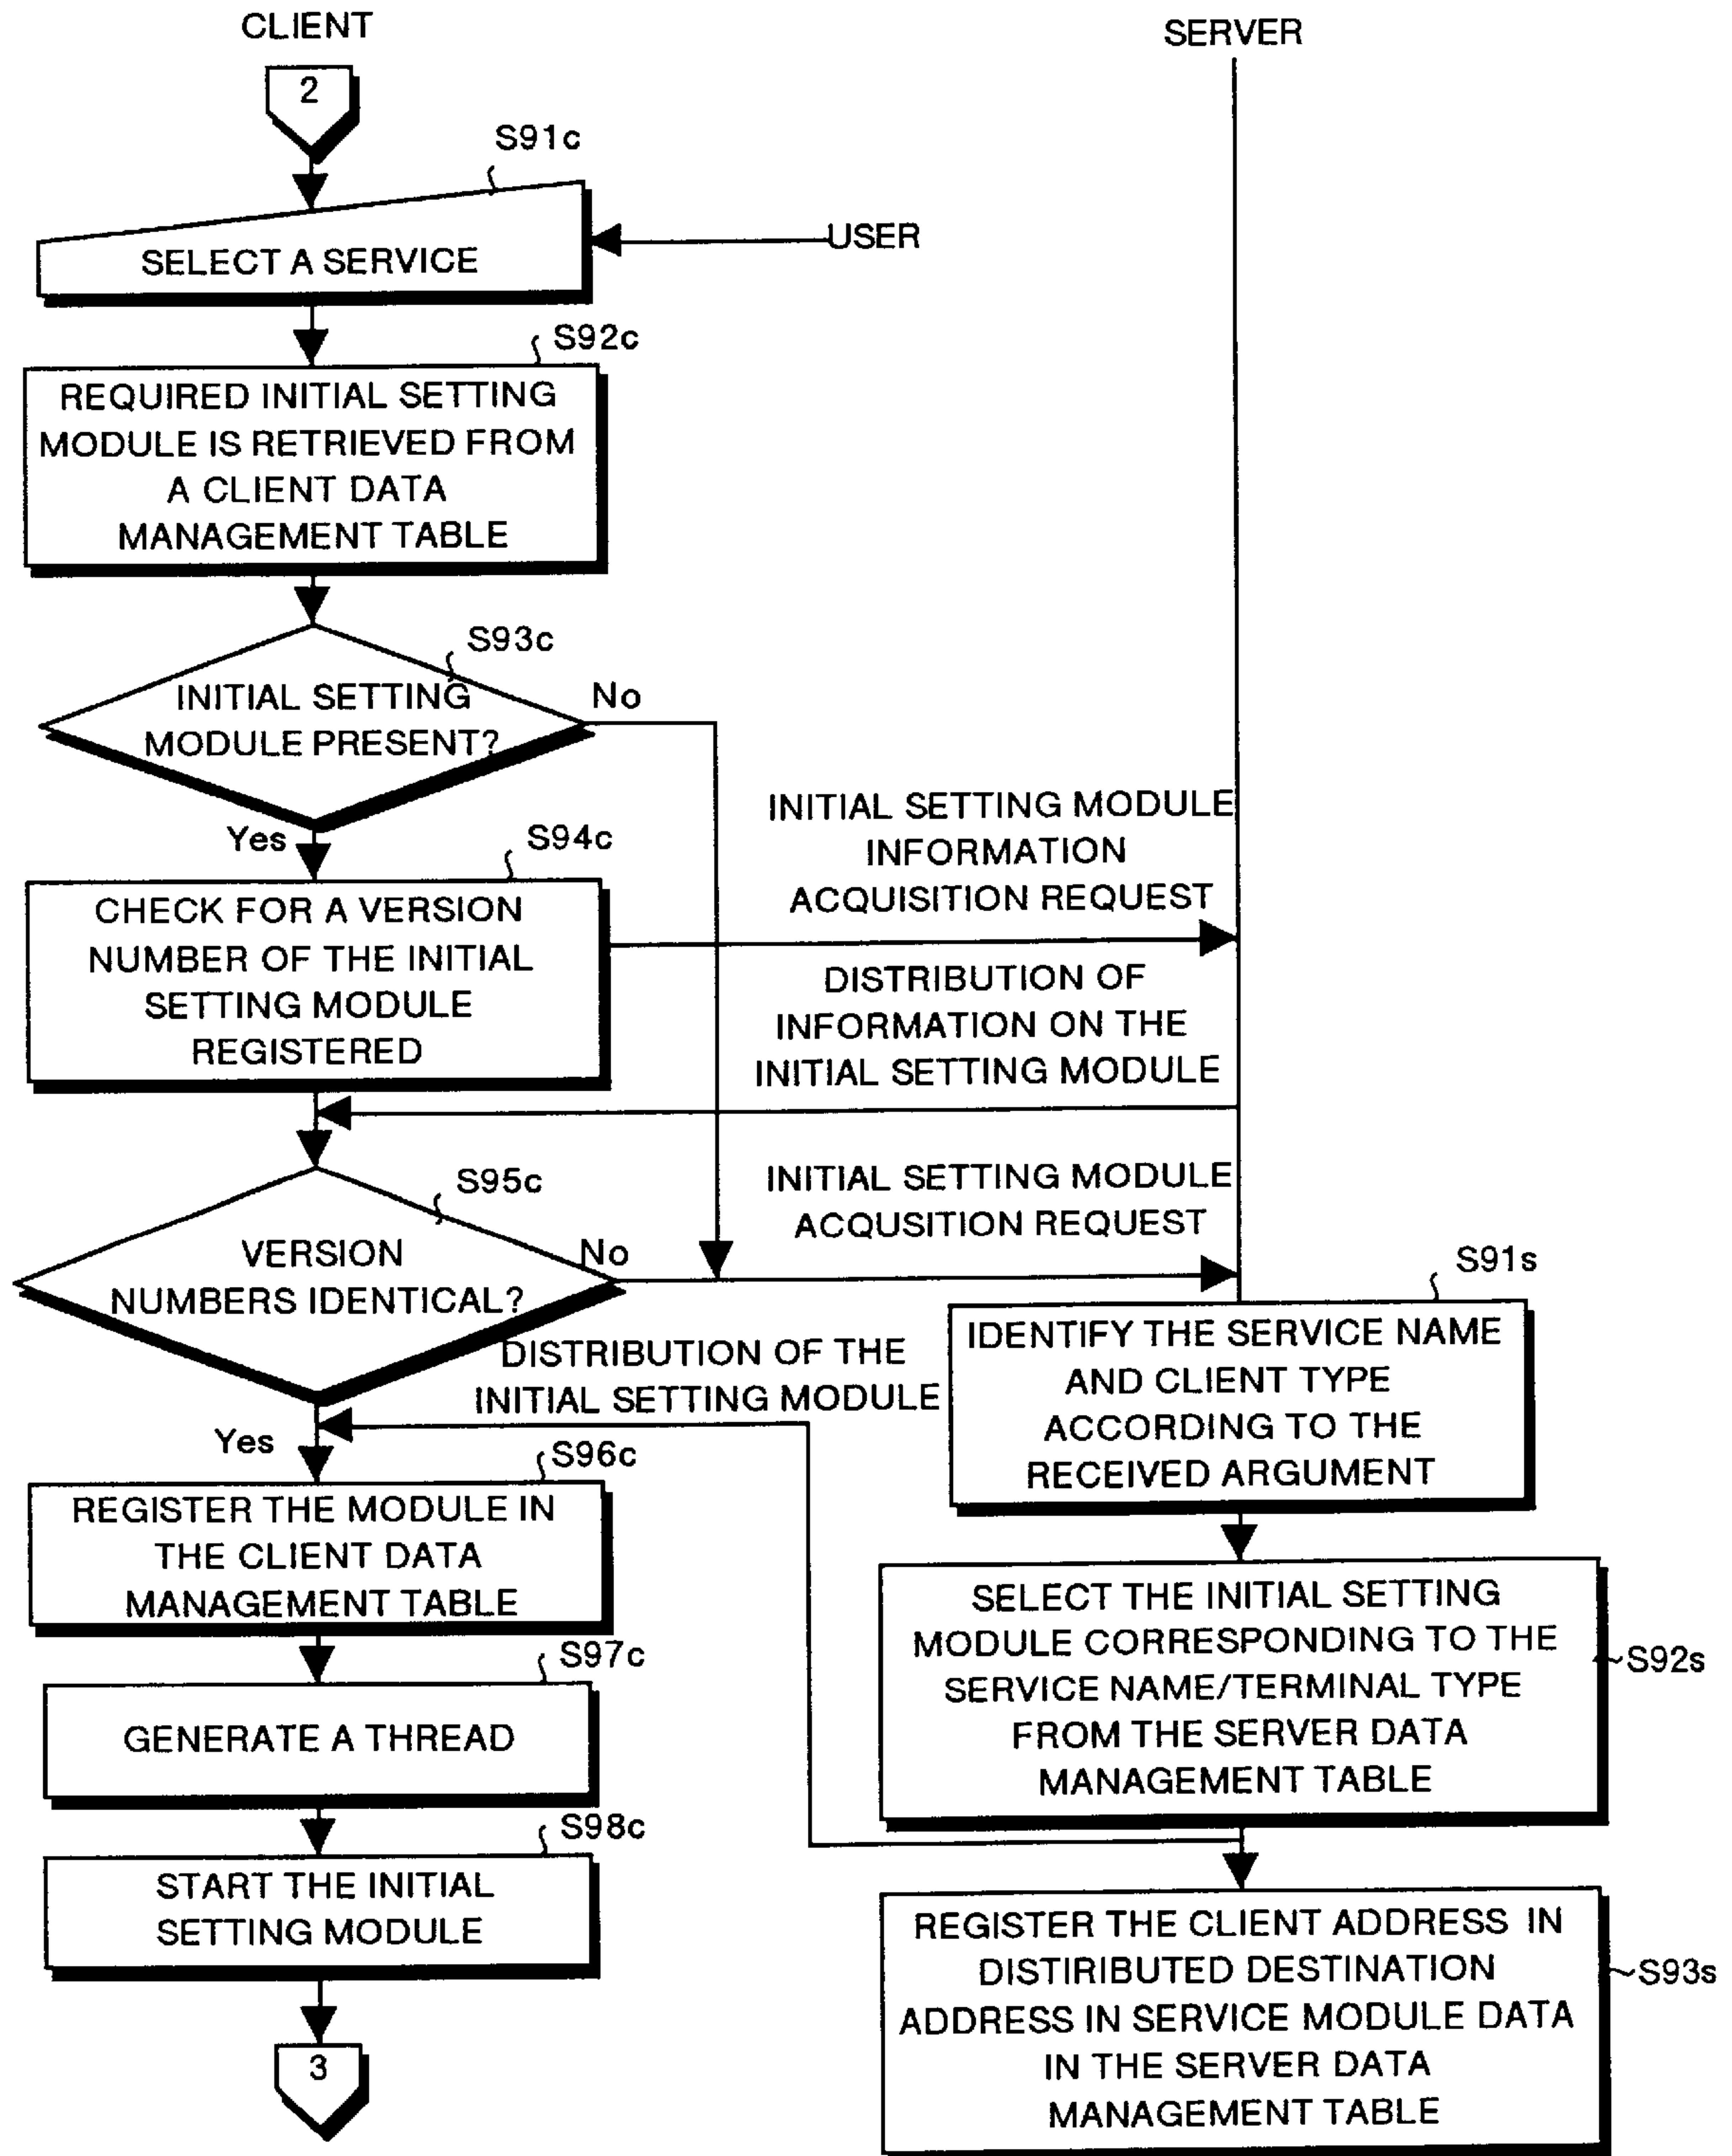 CLIENT
SERVER
2
S91c
SELECT A SERVICE
USER
S92c
REQUIRED INITIAL SETTING
MODULE IS RETRIEVED FROM
A CLIENT DATA
MANAGEMENT TABLE
S93c
INITIAL SETTING
MODULE PRESENT?
No
Yes
INITIAL SETTING MODULE
INFORMATION
ACQUISITION REQUEST
S94c
CHECK FOR A VERSION
NUMBER OF THE INITIAL
SETTING MODULE
REGISTERED
DISTRIBUTION OF
INFORMATION ON THE
INITIAL SETTING MODULE
S95c
VERSION
NUMBERS IDENTICAL?
No
INITIAL SETTING MODULE
ACQUSITION REQUEST
S91s
IDENTIFY THE SERVICE NAME
AND CLIENT TYPE
ACCORDING TO THE
RECEIVED ARGUMENT
DISTRIBUTION OF THE
INITIAL SETTING MODULE
Yes
S96c
REGISTER THE MODULE IN
THE CLIENT DATA
MANAGEMENT TABLE
SELECT THE INITIAL SETTING
MODULE CORRESPONDING TO THE
SERVICE NAME/TERMINAL TYPE
FROM THE SERVER DATA
MANAGEMENT TABLE
S92s
S97c
GENERATE A THREAD
S98c
START THE INITIAL
SETTING MODULE
REGISTER THE CLIENT ADDRESS IN
DISTIRIBUTED DESTINATION
ADDRESS IN SERVICE MODULE DATA
IN THE SERVER DATA
MANAGEMENT TABLE
S93s
3